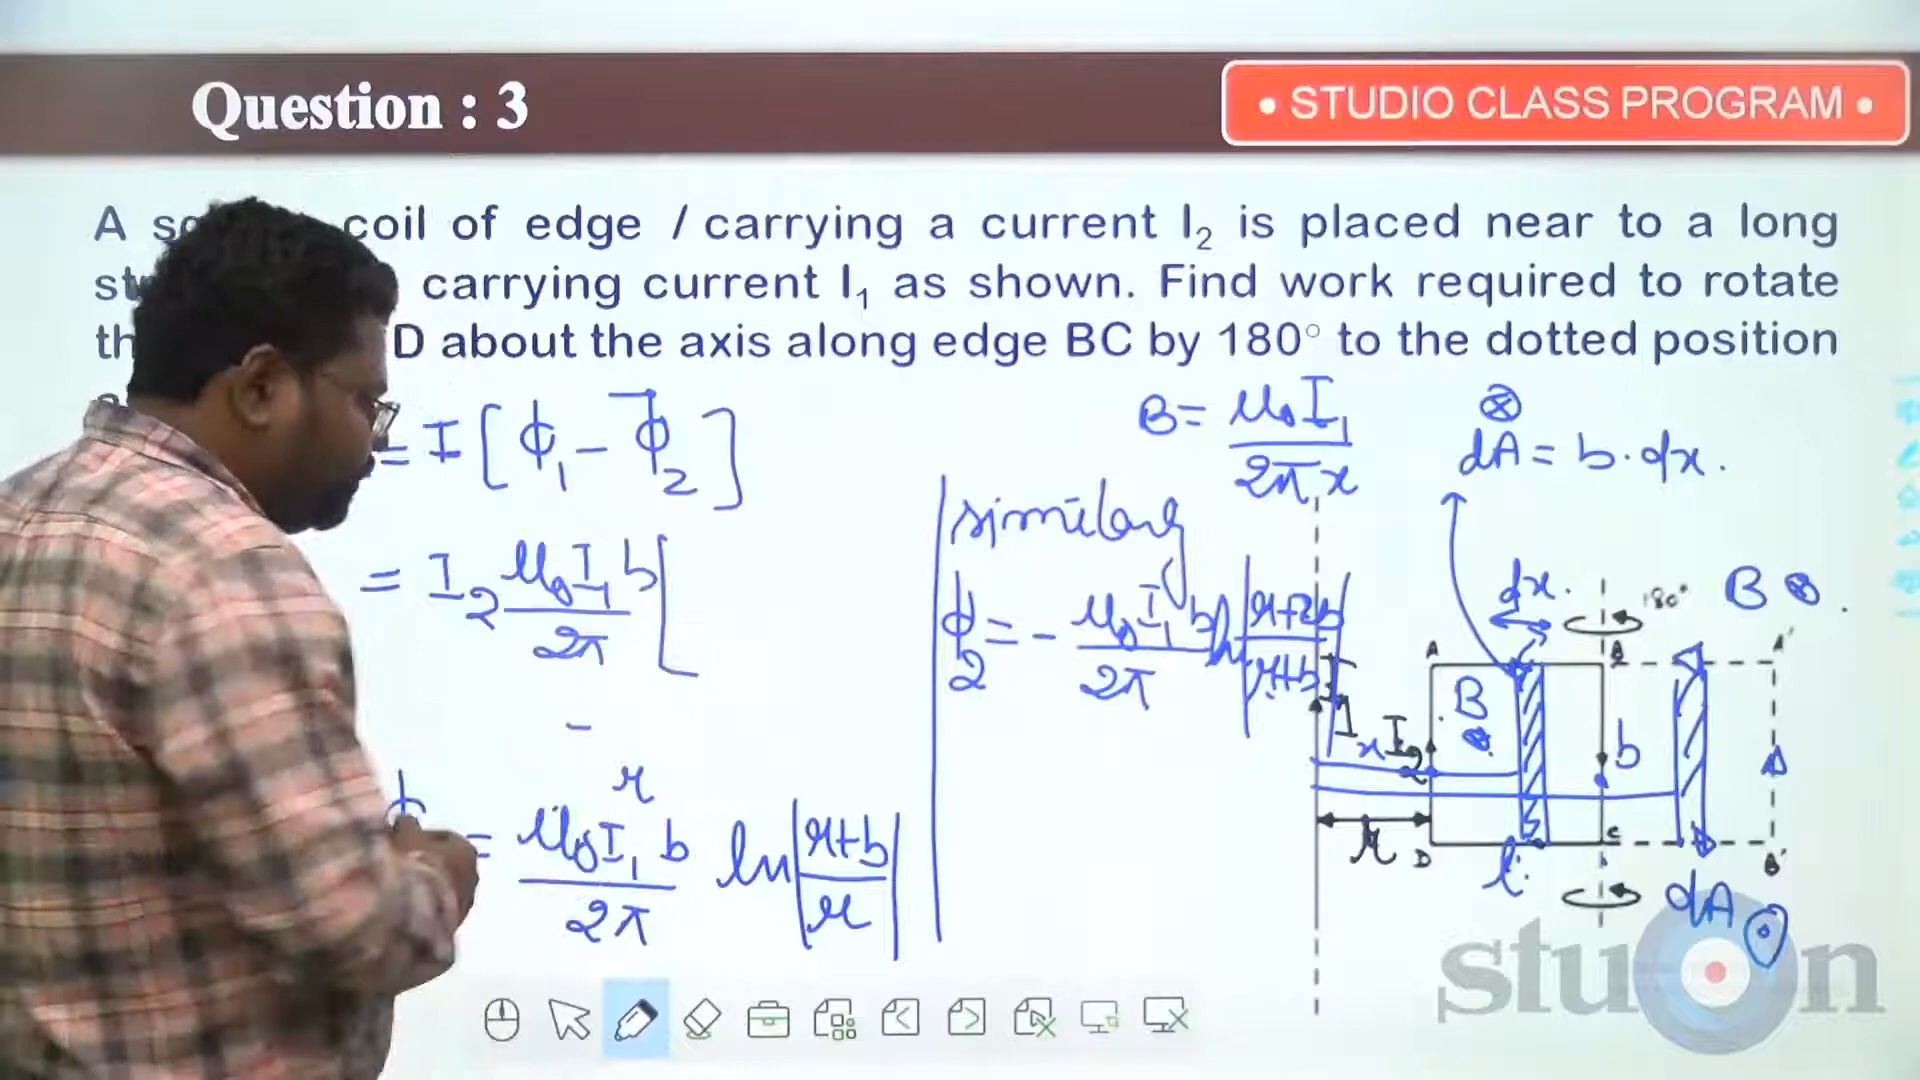 Question : 3
• STUDIO CLASS PROGRAM •
A coil of edge l carrying a current I₂ is placed near to a long
carrying current I₁ as shown. Find work required to rotate
D about the axis along edge BC by 180° to the dotted position
= I [ ϕ₁ - ϕ₂ ]
B = μ₀I₁ / 2πx
⊗
dA = b·dx.
= I₂ μ₀I₁b / 2π [
similarly
ϕ₂ = - μ₀I₁b / 2π ln |r+2b / r+b|
dx.
180°
B ⊗
A
B
A'
B
I₁
x
I₂
b
r
D
l
C
B'
-
r
ϕ = μ₀I₁b / 2π ln |r+b / r|
dA ⊙
stuon